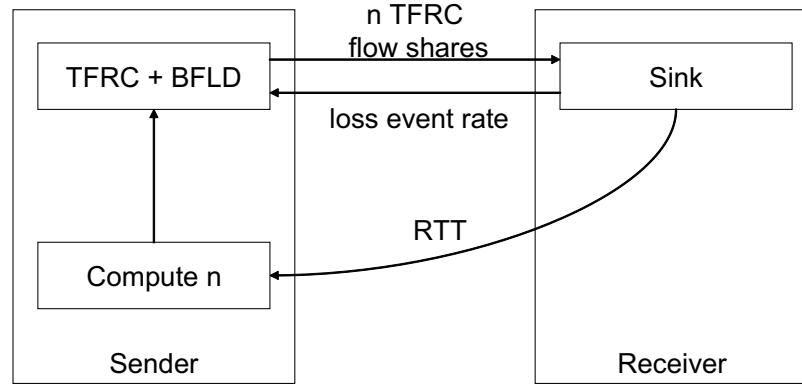 n TFRC
flow shares
TFRC + BFLD
Sink
loss event rate
RTT
Compute n
Sender
Receiver